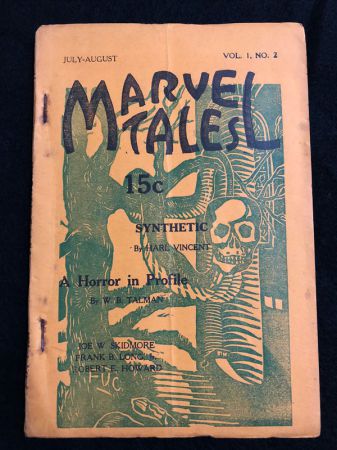 JULY-AUGUST
VOL. 1, NO. 2
MARVEL
TALES
15c
SYNTHETIC
By HARL VINCENT
A Horror in Profile
By W. B. TALMAN
JOE W. SKIDMORE
FRANK B. LONG, Jr.
ROBERT E. HOWARD